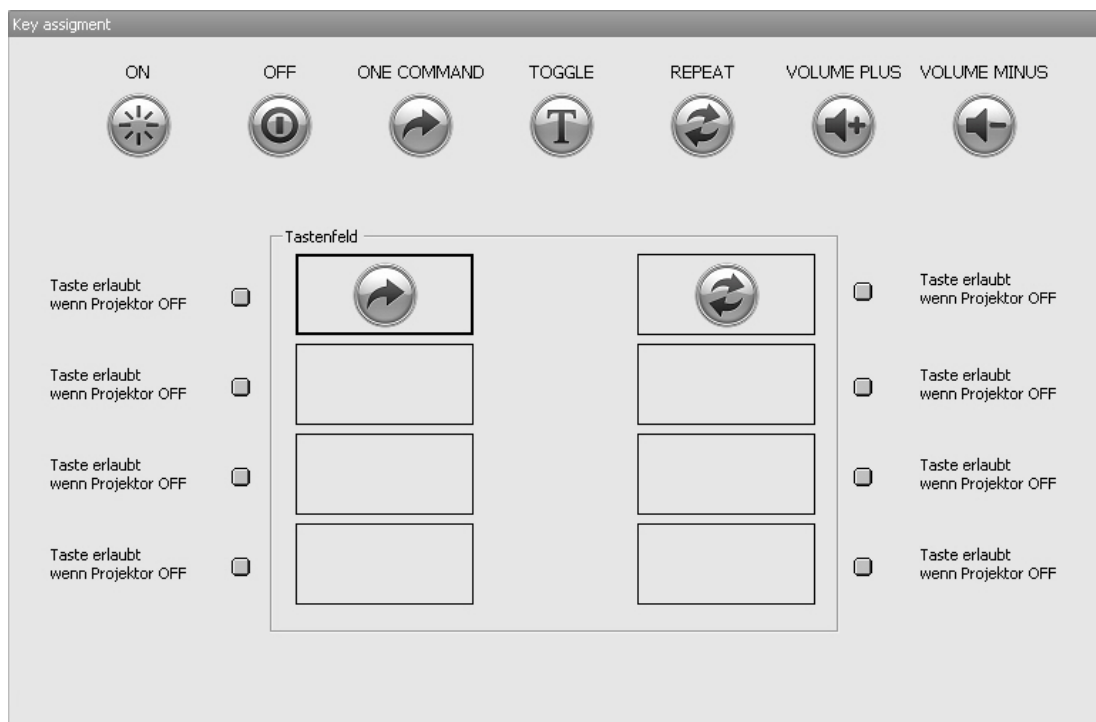 Key assigment
ON OFF ONE COMMAND TOGGLE REPEAT VOLUME PLUS VOLUME MINUS
T
Tastenfeld
Taste erlaubt
wenn Projektor OFF
Taste erlaubt
wenn Projektor OFF
Taste erlaubt
wenn Projektor OFF
Taste erlaubt
wenn Projektor OFF
Taste erlaubt
wenn Projektor OFF
Taste erlaubt
wenn Projektor OFF
Taste erlaubt
wenn Projektor OFF
Taste erlaubt
wenn Projektor OFF